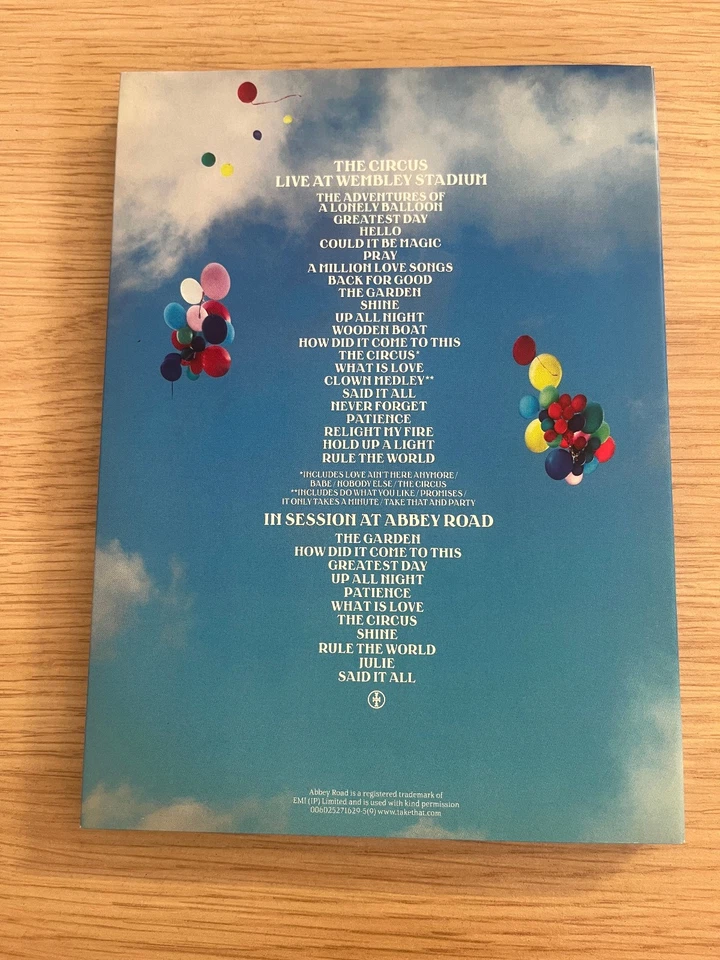 THE CIRCUS
LIVE AT WEMBLEY STADIUM
THE ADVENTURES OF
A LONELY BALLOON
GREATEST DAY
HELLO
COULD IT BE MAGIC
PRAY
A MILLION LOVE SONGS
BACK FOR GOOD
THE GARDEN
SHINE
UP ALL NIGHT
WOODEN BOAT
HOW DID IT COME TO THIS
THE CIRCUS*
WHAT IS LOVE
CLOWN MEDLEY**
SAID IT ALL
NEVER FORGET
PATIENCE
RELIGHT MY FIRE
HOLD UP A LIGHT
RULE THE WORLD
*INCLUDES LOVE AIN'T HERE ANYMORE /
BABE / NOBODY ELSE / THE CIRCUS
**INCLUDES DO WHAT YOU LIKE / PROMISES /
IT ONLY TAKES A MINUTE / TAKE THAT AND PARTY
IN SESSION AT ABBEY ROAD
THE GARDEN
HOW DID IT COME TO THIS
GREATEST DAY
UP ALL NIGHT
PATIENCE
WHAT IS LOVE
THE CIRCUS
SHINE
RULE THE WORLD
JULIE
SAID IT ALL
Abbey Road is a registered trademark of
EMI (IP) Limited and is used with kind permission
006025271629-5(9) www.takethat.com